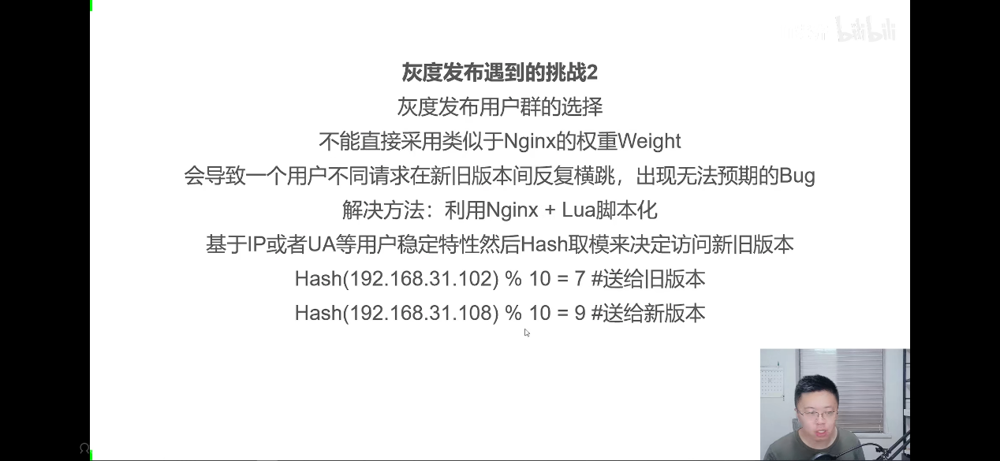 bilibili
灰度发布遇到的挑战2
灰度发布用户群的选择
不能直接采用类似于Nginx的权重Weight
会导致一个用户不同请求在新旧版本间反复横跳，出现无法预期的Bug
解决方法：利用Nginx + Lua脚本化
基于IP或者UA等用户稳定特性然后Hash取模来决定访问新旧版本
Hash(192.168.31.102) % 10 = 7 #送给旧版本
Hash(192.168.31.108) % 10 = 9 #送给新版本